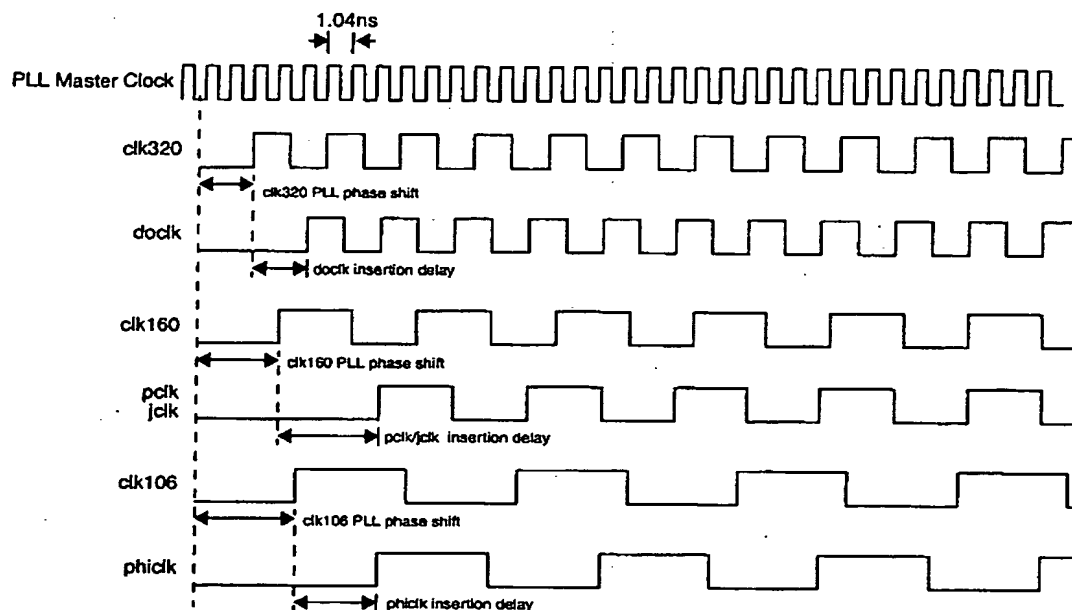 1.04ns
PLL Master Clock
clk320
clk320 PLL phase shift
doclk
doclk insertion delay
clk160
clk160 PLL phase shift
pclk
jclk
pclk/jclk insertion delay
clk106
clk106 PLL phase shift
phiclk
phiclk insertion delay